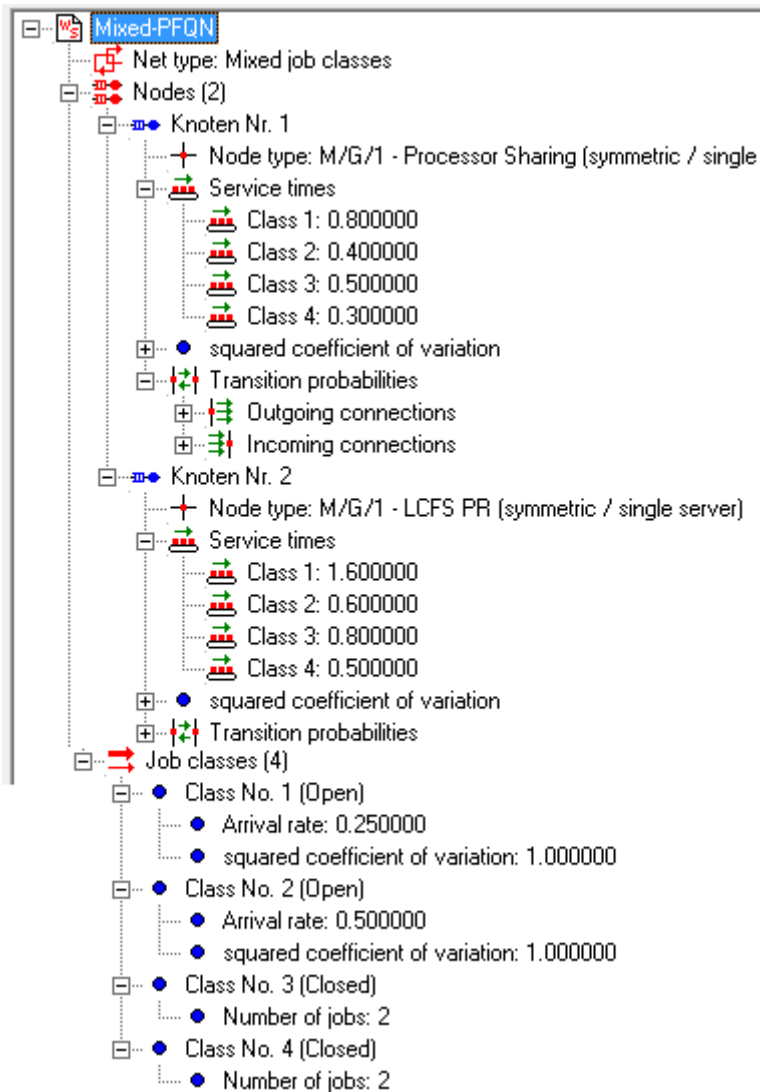 Mixed-PFQN
Net type: Mixed job classes
Nodes (2)
Knoten Nr. 1
Node type: M/G/1 - Processor Sharing (symmetric / single
Service times
Class 1: 0.800000
Class 2: 0.400000
Class 3: 0.500000
Class 4: 0.300000
squared coefficient of variation
Transition probabilities
Outgoing connections
Incoming connections
Knoten Nr. 2
Node type: M/G/1 - LCFS PR (symmetric / single server)
Service times
Class 1: 1.600000
Class 2: 0.600000
Class 3: 0.800000
Class 4: 0.500000
squared coefficient of variation
Transition probabilities
Job classes (4)
Class No. 1 (Open)
Arrival rate: 0.250000
squared coefficient of variation: 1.000000
Class No. 2 (Open)
Arrival rate: 0.500000
squared coefficient of variation: 1.000000
Class No. 3 (Closed)
Number of jobs: 2
Class No. 4 (Closed)
Number of jobs: 2